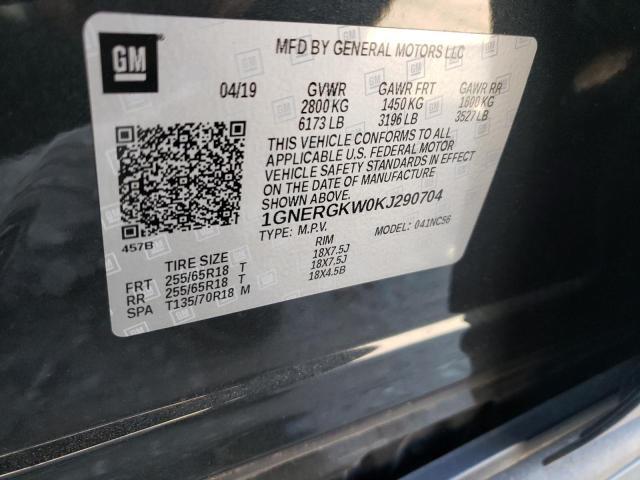 GM
MFD BY GENERAL MOTORS LLC
04/19 GVWR GAWR FRT GAWR RR
2800 KG 1450 KG 1600 KG
6173 LB 3196 LB 3527 LB
THIS VEHICLE CONFORMS TO ALL
APPLICABLE U.S. FEDERAL MOTOR
VEHICLE SAFETY STANDARDS IN EFFECT
ON THE DATE OF MANUFACTURE
SHOWN ABOVE.
1GNERGKW0KJ290704
TYPE: M.P.V. MODEL: 041NC56
457B
TIRE SIZE RIM
FRT 255/65R18 T 18X7.5J
RR 255/65R18 T 18X7.5J
SPA T135/70R18 M 18X4.5B